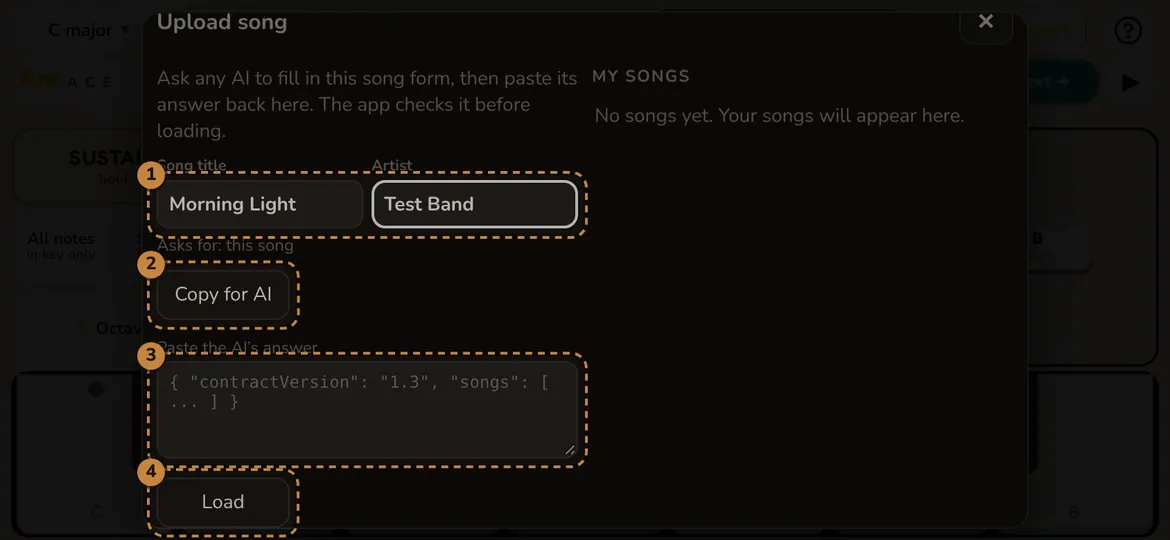 C major ▼
Upload song
✕
?
A C E
Ask any AI to fill in this song form, then paste its
answer back here. The app checks it before
loading.
MY SONGS
No songs yet. Your songs will appear here.
Song title
Artist
1
Morning Light
Test Band
Asks for: this song
2
Copy for AI
Paste the AI's answer
3
{ "contractVersion": "1.3", "songs": [
... ] }
4
Load
All notes
In key only
B
C
B